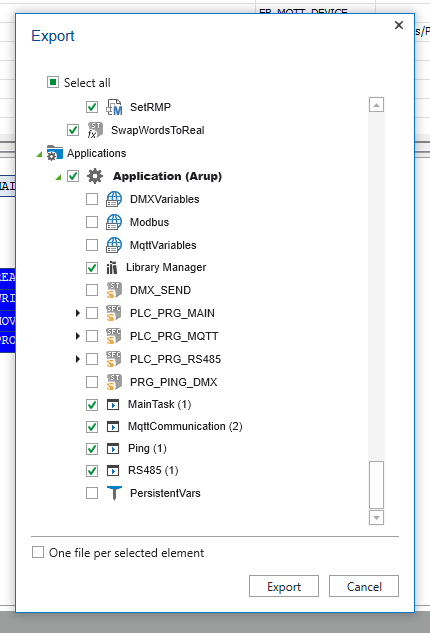 FB_MQTT_DEVICE
Export
Select all
SetRMP
SwapWordsToReal
Applications
Application (Arup)
DMXVariables
Modbus
MqttVariables
Library Manager
DMX_SEND
PLC_PRG_MAIN
PLC_PRG_MQTT
PLC_PRG_RS485
PRG_PING_DMX
MainTask (1)
MqttCommunication (2)
Ping (1)
RS485 (1)
PersistentVars
One file per selected element
Export
Cancel